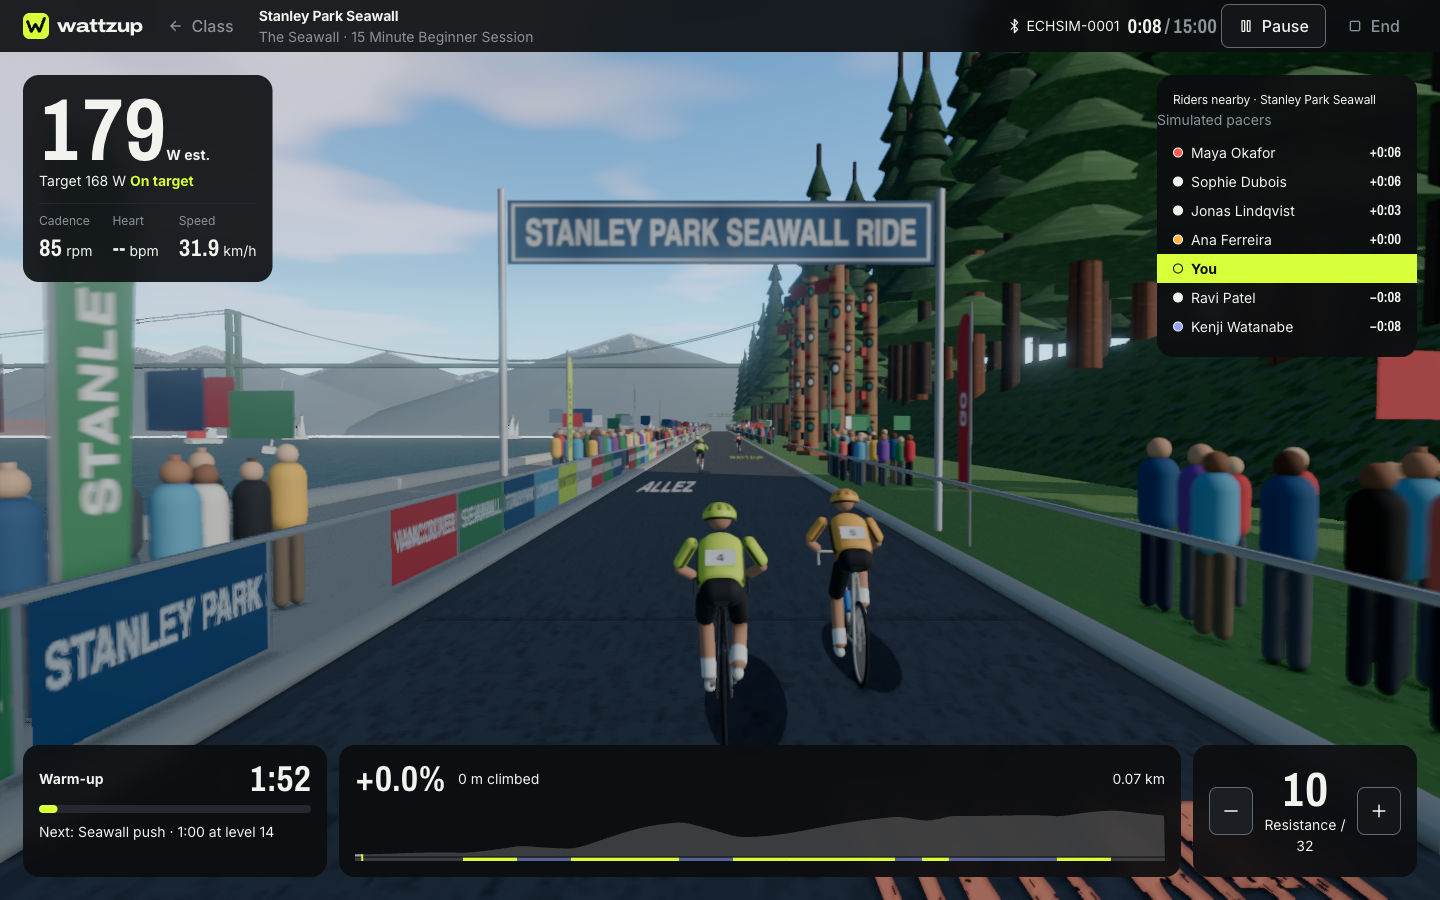 wattzup
Class
Stanley Park Seawall
The Seawall · 15 Minute Beginner Session
ECHSIM-0001
0:08 / 15:00
Pause
End
179 W est.
Target 168 W On target
Cadence Heart Speed
85 rpm -- bpm 31.9 km/h
Riders nearby · Stanley Park Seawall
Simulated pacers
Maya Okafor +0:06
Sophie Dubois +0:06
Jonas Lindqvist +0:03
Ana Ferreira +0:00
You
Ravi Patel −0:08
Kenji Watanabe −0:08
STANLEY PARK SEAWALL RIDE
STANLE
GO
ALLEZ
SEAWALL
4
5
STANLEY PARK
Warm-up 1:52
Next: Seawall push · 1:00 at level 14
+0.0% 0 m climbed 0.07 km
10
Resistance /
32